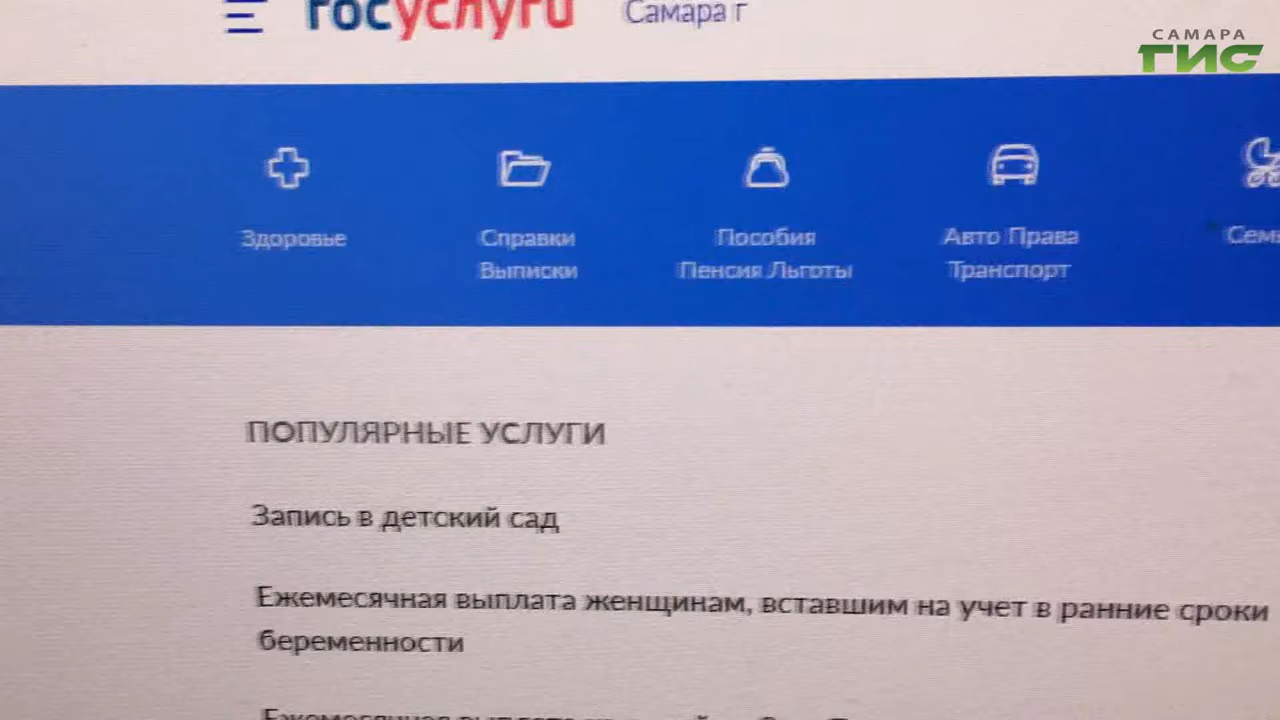 госуслуги Самара г
САМАРА
ГИС
Здоровье
Справки
Выписки
Пособия
Пенсия Льготы
Авто Права
Транспорт
ПОПУЛЯРНЫЕ УСЛУГИ
Запись в детский сад
Ежемесячная выплата женщинам, вставшим на учет в ранние сроки
беременности
Ежемесячная